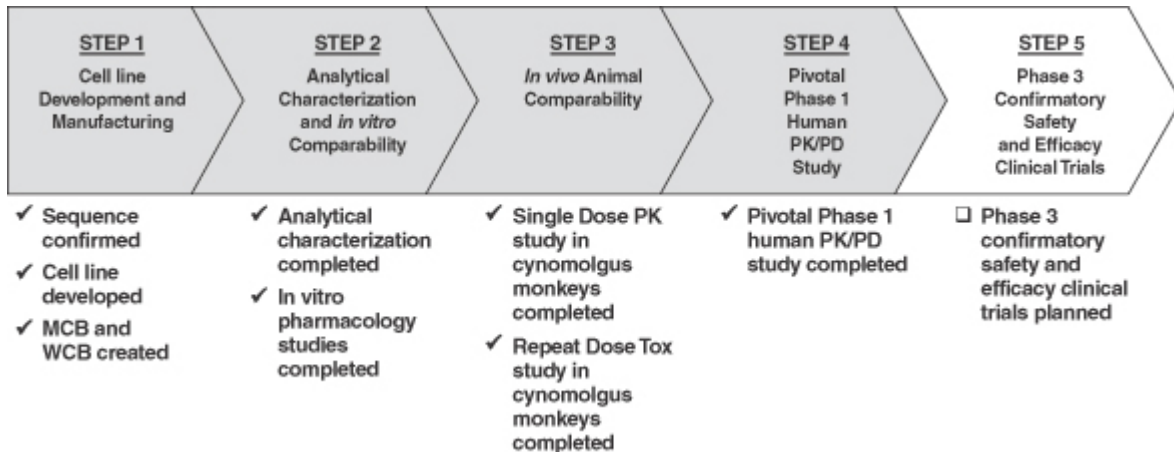 STEP 1
Cell line
Development and
Manufacturing
STEP 2
Analytical
Characterization
and in vitro
Comparability
STEP 3
In vivo Animal
Comparability
STEP 4
Pivotal
Phase 1
Human
PK/PD
Study
STEP 5
Phase 3
Confirmatory
Safety
and Efficacy
Clinical Trials
✓ Sequence
confirmed
✓ Cell line
developed
✓ MCB and
WCB created
✓ Analytical
characterization
completed
✓ In vitro
pharmacology
studies
completed
✓ Single Dose PK
study in
cynomolgus
monkeys
completed
✓ Repeat Dose Tox
study in
cynomolgus
monkeys
completed
✓ Pivotal Phase 1
human PK/PD
study completed
❑ Phase 3
confirmatory
safety and
efficacy clinical
trials planned